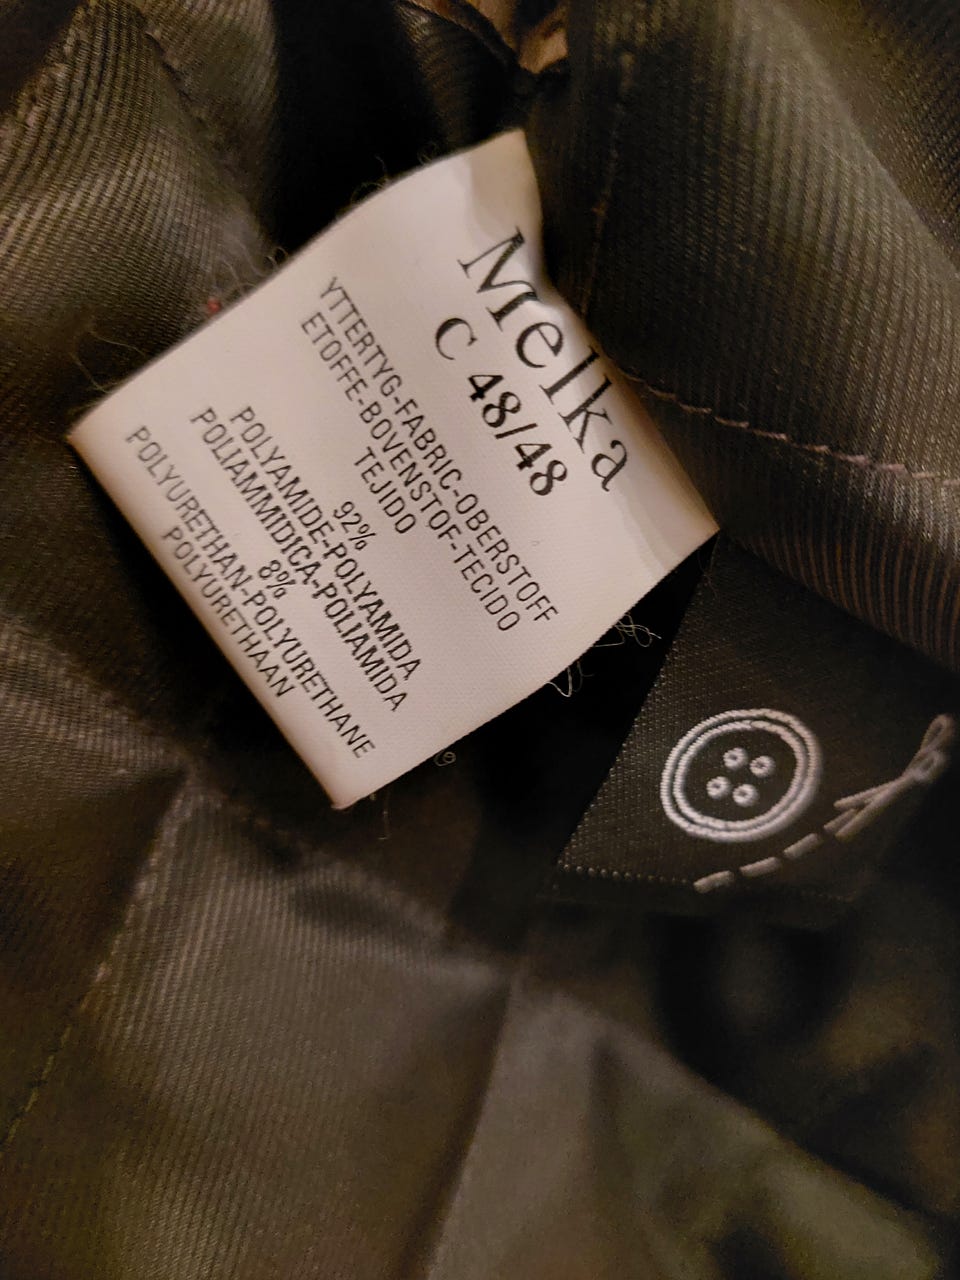 Melka
C 48/48
YTTERTYG-FABRIC-OBERSTOFF
ETOFFE-BOVENSTOF-TECIDO
TEJIDO
92%
POLYAMIDE-POLYAMIDA
POLIAMMIDICA-POLIAMIDA
8%
POLYURETHAN-POLYURETHANE
POLYURETHAAN